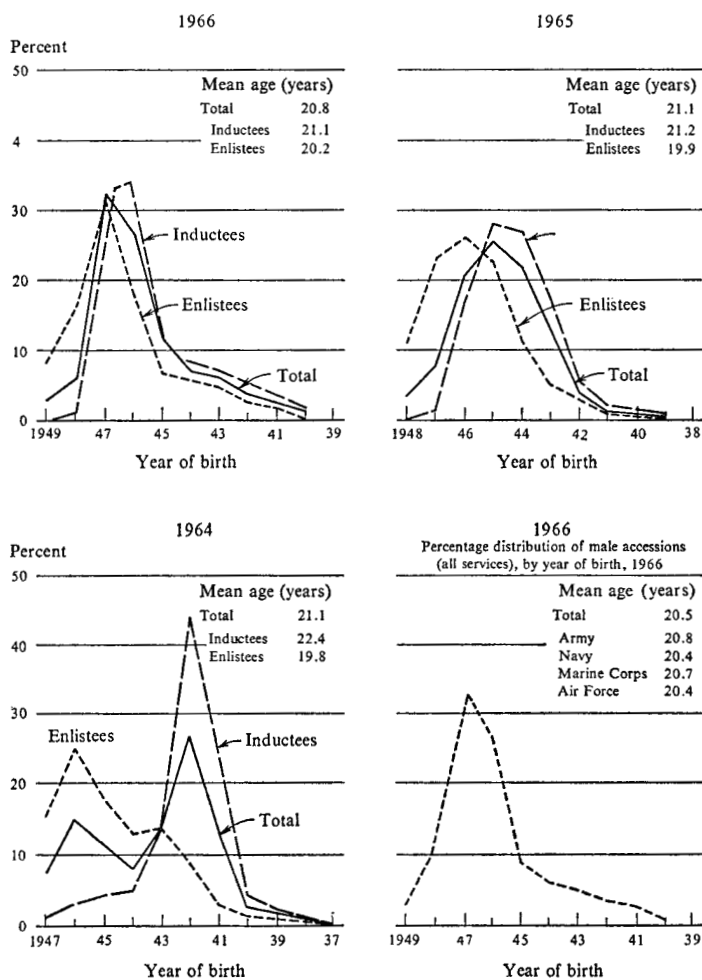 1966
Percent
50
4
30
20
10
0
Mean age (years)
Total 20.8
Inductees 21.1
Enlistees 20.2
Inductees
Enlistees
Total
1949 47 45 43 41 39
Year of birth
1965
Mean age (years)
Total 21.1
Inductees 21.2
Enlistees 19.9
Enlistees
Total
1948 46 44 42 40 38
Year of birth
1964
Percent
50
40
30
20
10
0
Mean age (years)
Total 21.1
Inductees 22.4
Enlistees 19.8
Enlistees
Inductees
Total
1947 45 43 41 39 37
Year of birth
1966
Percentage distribution of male accessions
(all services), by year of birth, 1966
Mean age (years)
Total 20.5
Army 20.8
Navy 20.4
Marine Corps 20.7
Air Force 20.4
1949 47 45 43 41 39
Year of birth